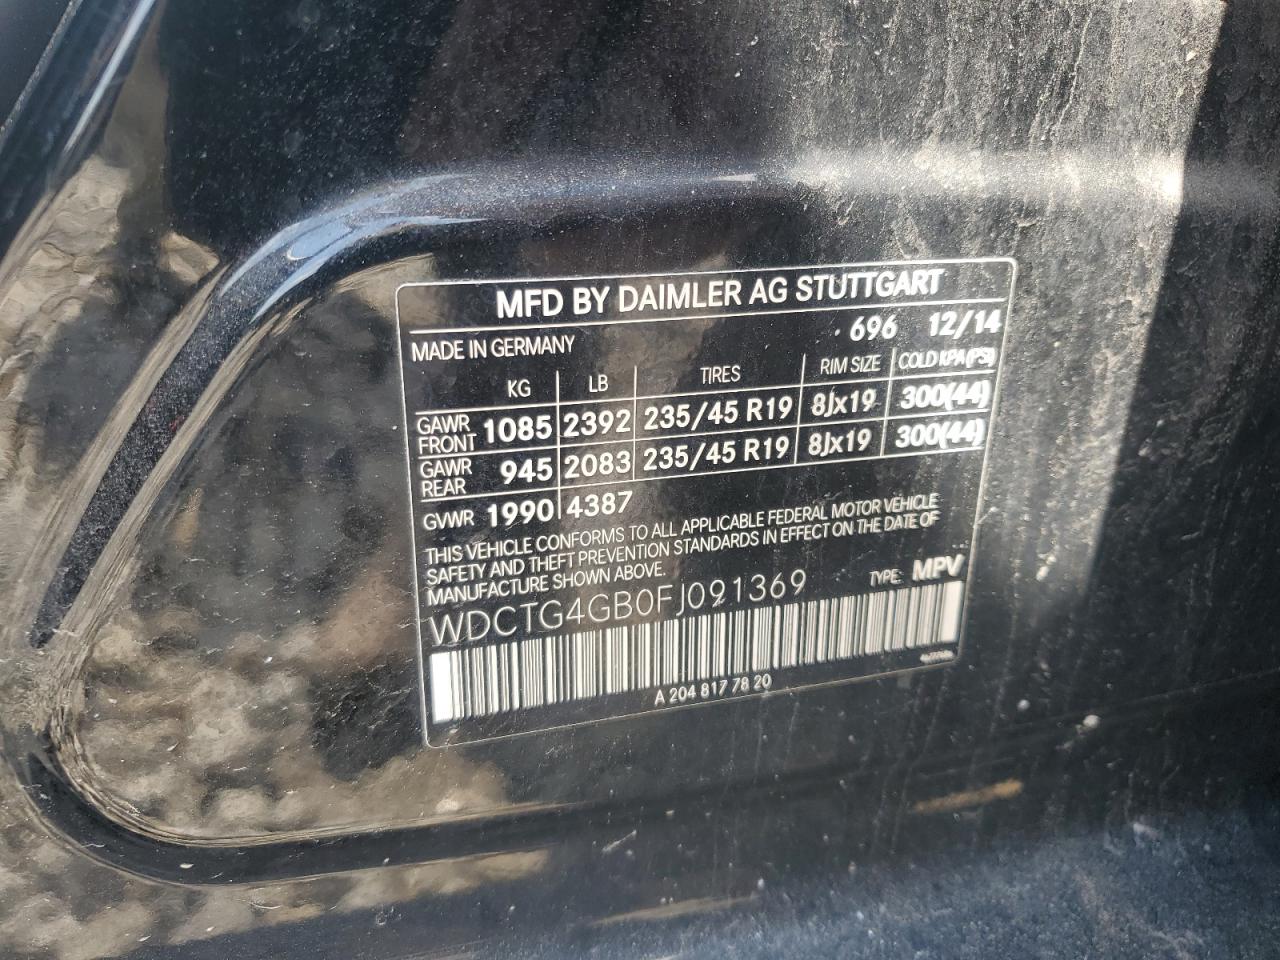 MFD BY DAIMLER AG STUTTGART
696 12/14
MADE IN GERMANY
KG LB TIRES RIM SIZE COLD KPA(PSI)
GAWR FRONT 1085 2392 235/45 R19 8Jx19 300(44)
GAWR REAR 945 2083 235/45 R19 8Jx19 300(44)
GVWR 1990 4387
THIS VEHICLE CONFORMS TO ALL APPLICABLE FEDERAL MOTOR VEHICLE
SAFETY AND THEFT PREVENTION STANDARDS IN EFFECT ON THE DATE OF
MANUFACTURE SHOWN ABOVE.
WDCTG4GB0FJ091369 TYPE: MPV
A 204 817 78 20